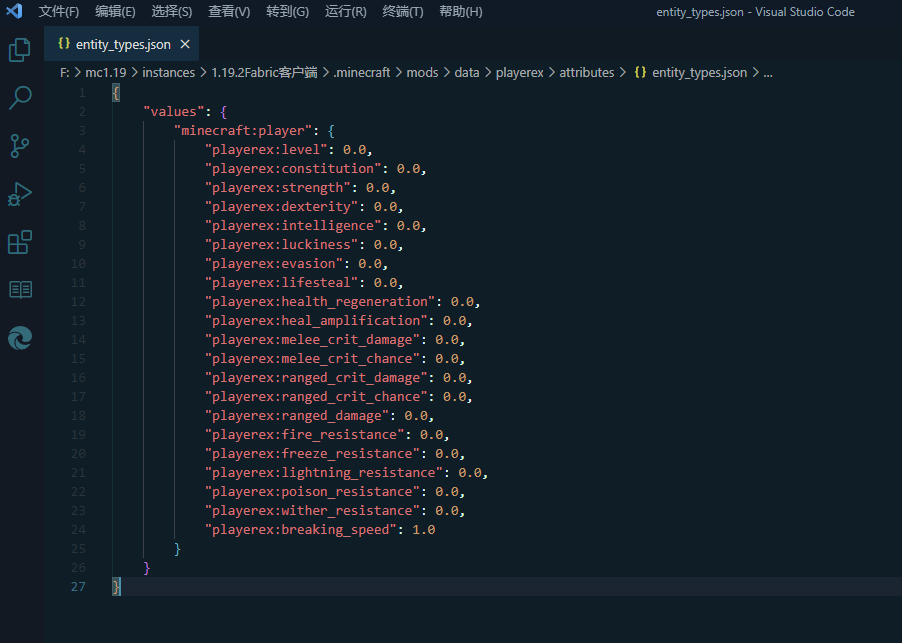 文件(F) 编辑(E) 选择(S) 查看(V) 转到(G) 运行(R) 终端(T) 帮助(H) entity_types.json - Visual Studio Code
{} entity_types.json ×
F: > mc1.19 > instances > 1.19.2Fabric客户端 > .minecraft > mods > data > playerex > attributes > {} entity_types.json > ...
1 {
2 "values": {
3 "minecraft:player": {
4 "playerex:level": 0.0,
5 "playerex:constitution": 0.0,
6 "playerex:strength": 0.0,
7 "playerex:dexterity": 0.0,
8 "playerex:intelligence": 0.0,
9 "playerex:luckiness": 0.0,
10 "playerex:evasion": 0.0,
11 "playerex:lifesteal": 0.0,
12 "playerex:health_regeneration": 0.0,
13 "playerex:heal_amplification": 0.0,
14 "playerex:melee_crit_damage": 0.0,
15 "playerex:melee_crit_chance": 0.0,
16 "playerex:ranged_crit_damage": 0.0,
17 "playerex:ranged_crit_chance": 0.0,
18 "playerex:ranged_damage": 0.0,
19 "playerex:fire_resistance": 0.0,
20 "playerex:freeze_resistance": 0.0,
21 "playerex:lightning_resistance": 0.0,
22 "playerex:poison_resistance": 0.0,
23 "playerex:wither_resistance": 0.0,
24 "playerex:breaking_speed": 1.0
25 }
26 }
27 }